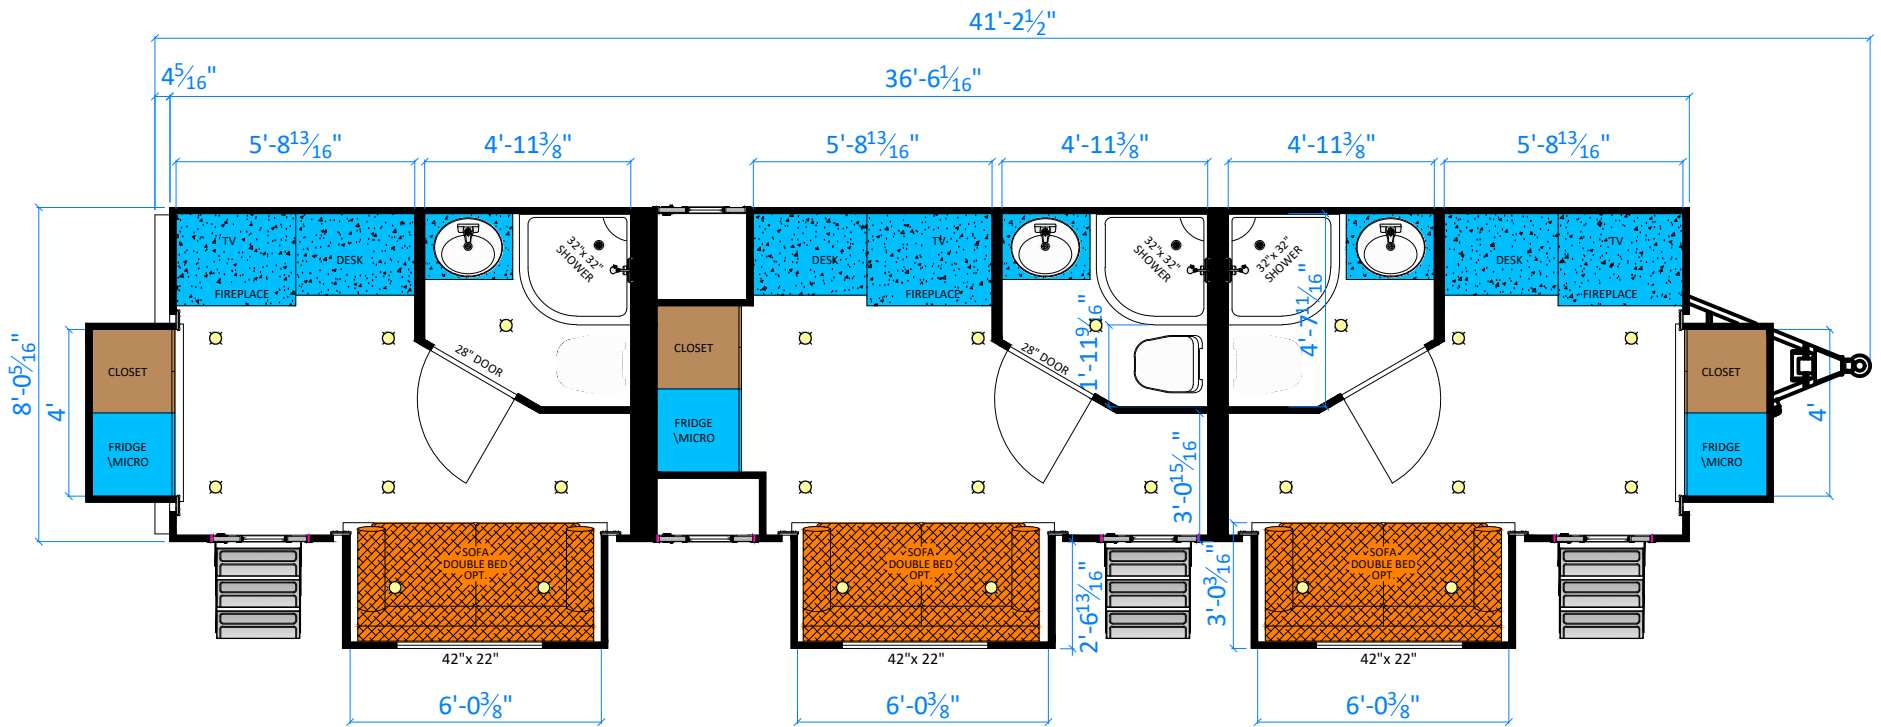 41'-2½"
4⁵⁄₁₆"
36'-6¹⁄₁₆"
5'-8¹³⁄₁₆"
4'-11³⁄₈"
5'-8¹³⁄₁₆"
4'-11³⁄₈"
4'-11³⁄₈"
5'-8¹³⁄₁₆"
8'-0⁵⁄₁₆"
4'
TV
DESK
FIREPLACE
32"x 32"
SHOWER
DESK
TV
FIREPLACE
32"x 32"
SHOWER
32"x 32"
SHOWER
4'-7¹¹⁄₁₆"
DESK
TV
FIREPLACE
CLOSET
FRIDGE
\MICRO
28" DOOR
CLOSET
FRIDGE
\MICRO
28" DOOR
1'-11⁹⁄₁₆"
CLOSET
FRIDGE
\MICRO
4'
3'-0¹⁵⁄₁₆"
SOFA
DOUBLE BED
OPT.
SOFA
DOUBLE BED
OPT.
2'-6¹³⁄₁₆"
3'-0³⁄₁₆"
SOFA
DOUBLE BED
OPT.
42"x 22"
42"x 22"
42"x 22"
6'-0³⁄₈"
6'-0³⁄₈"
6'-0³⁄₈"